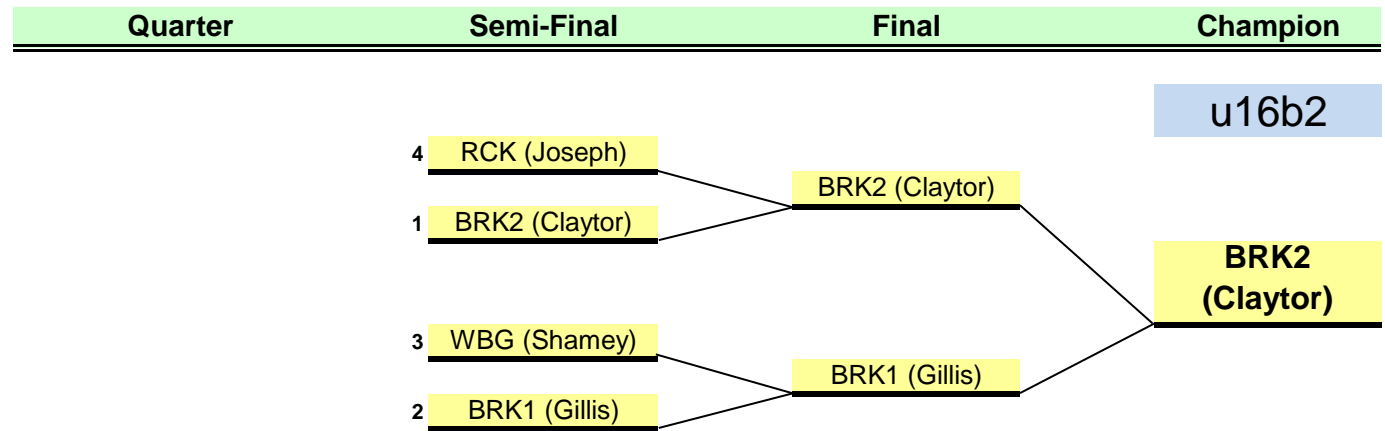 Quarter Semi-Final Final Champion
u16b2
4 RCK (Joseph)
BRK2 (Claytor)
1 BRK2 (Claytor)
BRK2
(Claytor)
3 WBG (Shamey)
BRK1 (Gillis)
2 BRK1 (Gillis)